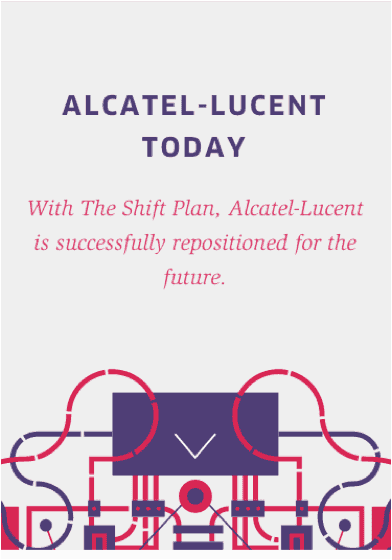 ALCATEL-LUCENT
TODAY
With The Shift Plan, Alcatel-Lucent
is successfully repositioned for the
future.